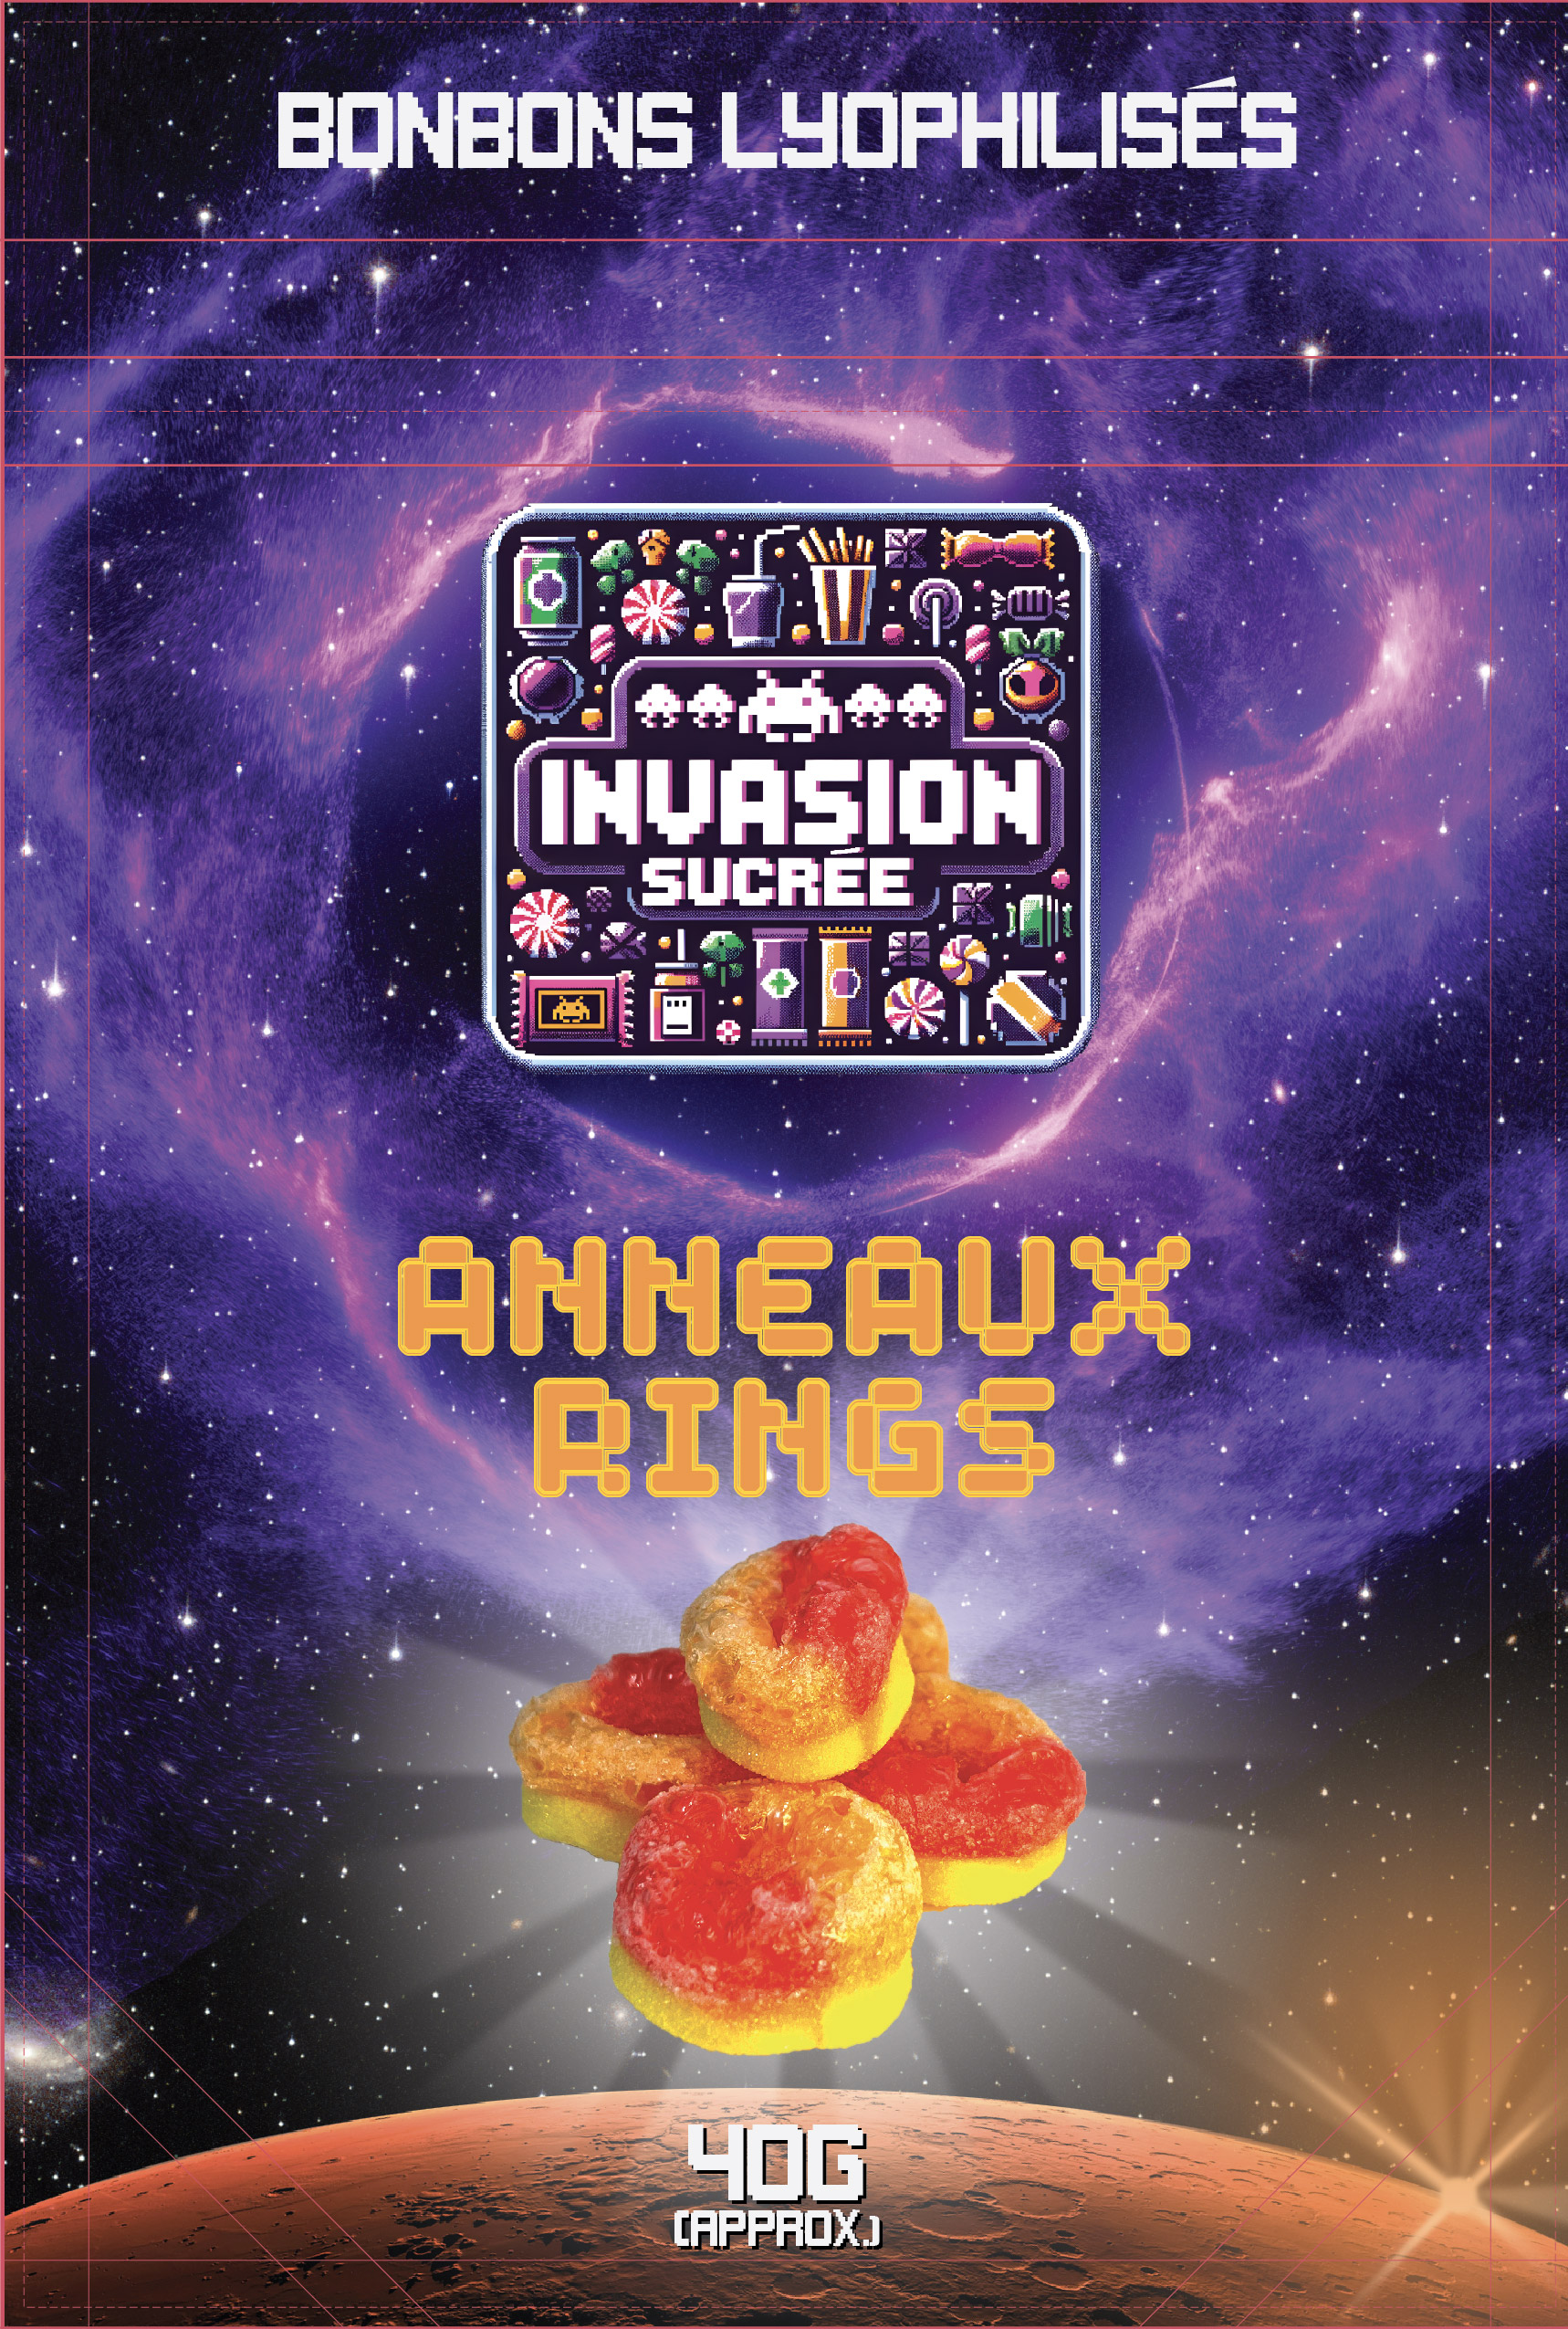 BONBONS LYOPHILISÉS
INVASION
SUCRÉE
ANNEAUX
RINGS
40G
(APPROX.)